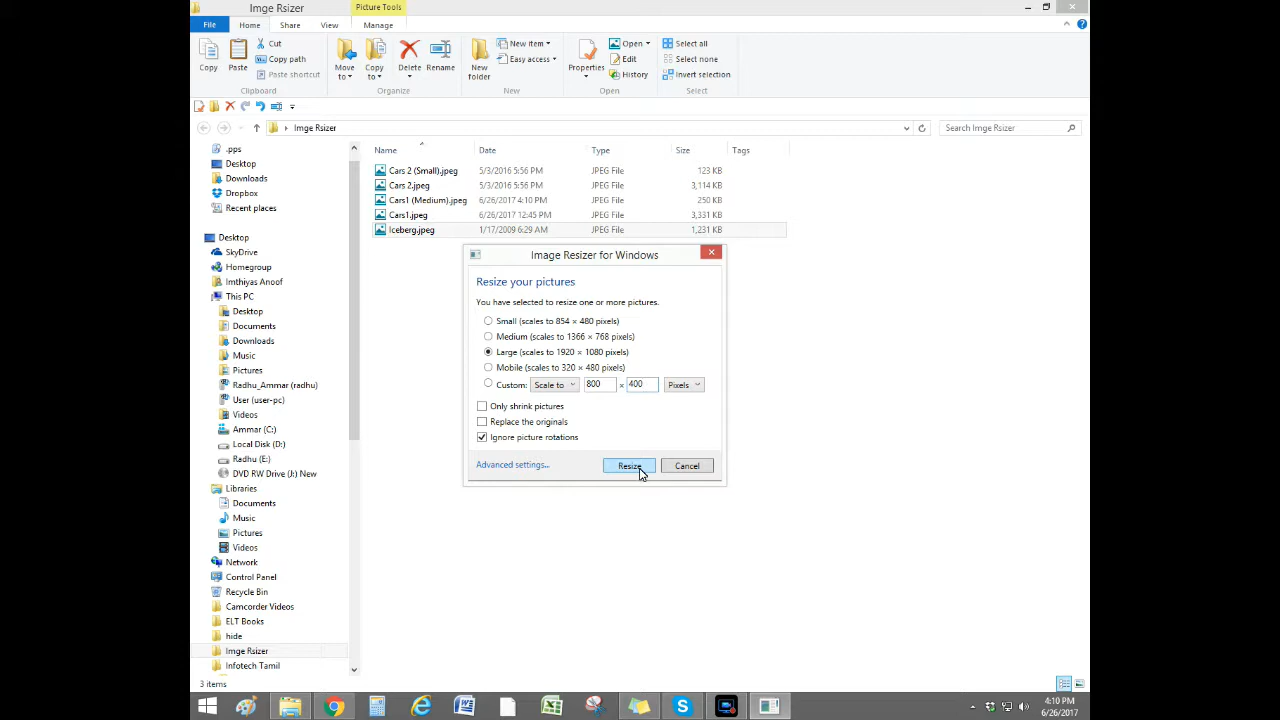 Imge Rsizer
Picture Tools
File
Home
Share
View
Manage
Copy
Paste
Cut
Copy path
Paste shortcut
Clipboard
Move to
Copy to
Delete
Rename
Organize
New folder
New item
Easy access
New
Properties
Open
Edit
History
Open
Select all
Select none
Invert selection
Select
Imge Rsizer
Search Imge Rsizer
Name Date Type Size Tags
Cars 2 (Small).jpeg 5/3/2016 5:56 PM JPEG File 123 KB
Cars 2.jpeg 5/3/2016 5:56 PM JPEG File 3,114 KB
Cars1 (Medium).jpeg 6/26/2017 4:10 PM JPEG File 250 KB
Cars1.jpeg 6/26/2017 12:45 PM JPEG File 3,331 KB
Iceberg.jpeg 1/17/2009 6:29 AM JPEG File 1,231 KB
.pps
Desktop
Downloads
Dropbox
Recent places
Desktop
SkyDrive
Homegroup
Imthiyas Anoof
This PC
Desktop
Documents
Downloads
Music
Pictures
Radhu_Ammar (radhu)
User (user-pc)
Videos
Ammar (C:)
Local Disk (D:)
Radhu (E:)
DVD RW Drive (J:) New
Libraries
Documents
Music
Pictures
Videos
Network
Control Panel
Recycle Bin
Camcorder Videos
ELT Books
hide
Imge Rsizer
Infotech Tamil
Image Resizer for Windows
Resize your pictures
You have selected to resize one or more pictures.
Small (scales to 854 × 480 pixels)
Medium (scales to 1366 × 768 pixels)
Large (scales to 1920 × 1080 pixels)
Mobile (scales to 320 × 480 pixels)
Custom: Scale to 800 × 400 Pixels
Only shrink pictures
Replace the originals
Ignore picture rotations
Advanced settings...
Resize
Cancel
3 items
4:10 PM
6/26/2017